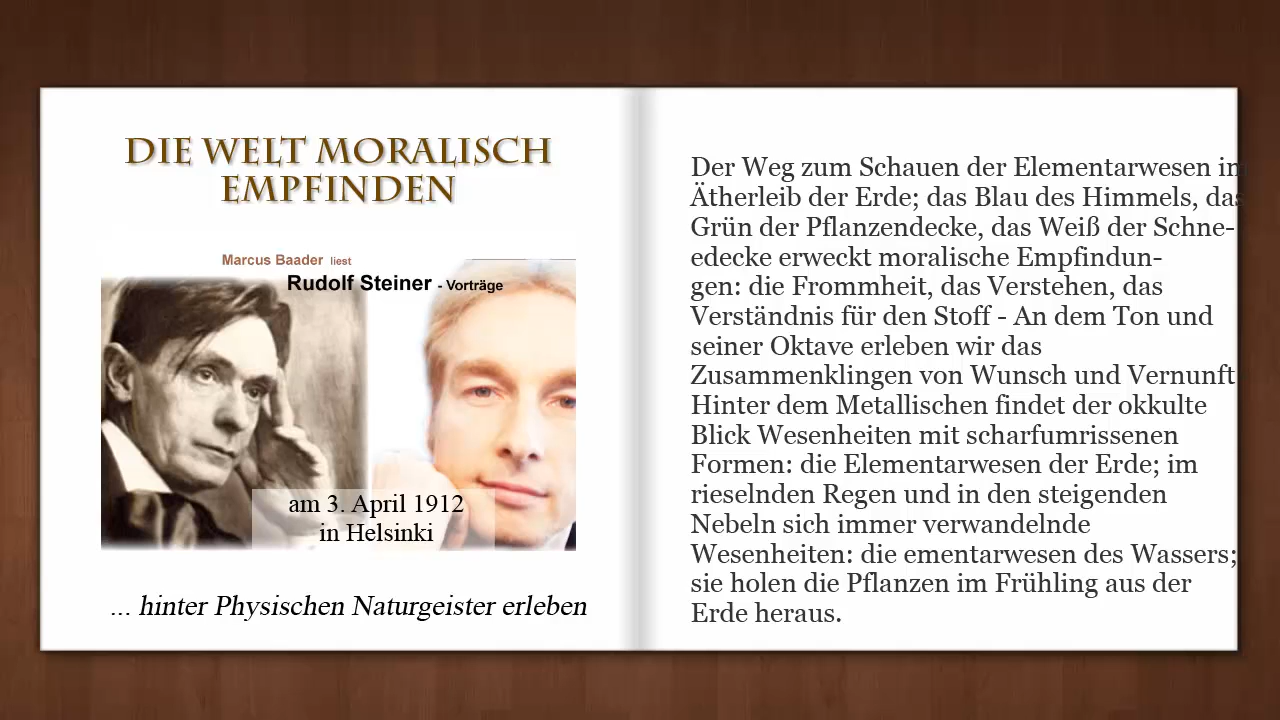 DIE WELT MORALISCH
EMPFINDEN
Marcus Baader liest
Rudolf Steiner - Vorträge
am 3. April 1912
in Helsinki
... hinter Physischen Naturgeister erleben
Der Weg zum Schauen der Elementarwesen im
Ätherleib der Erde; das Blau des Himmels, das
Grün der Pflanzendecke, das Weiß der Schne-
edecke erweckt moralische Empfindun-
gen: die Frommheit, das Verstehen, das
Verständnis für den Stoff - An dem Ton und
seiner Oktave erleben wir das
Zusammenklingen von Wunsch und Vernunft
Hinter dem Metallischen findet der okkulte
Blick Wesenheiten mit scharfumrissenen
Formen: die Elementarwesen der Erde; im
rieselnden Regen und in den steigenden
Nebeln sich immer verwandelnde
Wesenheiten: die ementarwesen des Wassers;
sie holen die Pflanzen im Frühling aus der
Erde heraus.